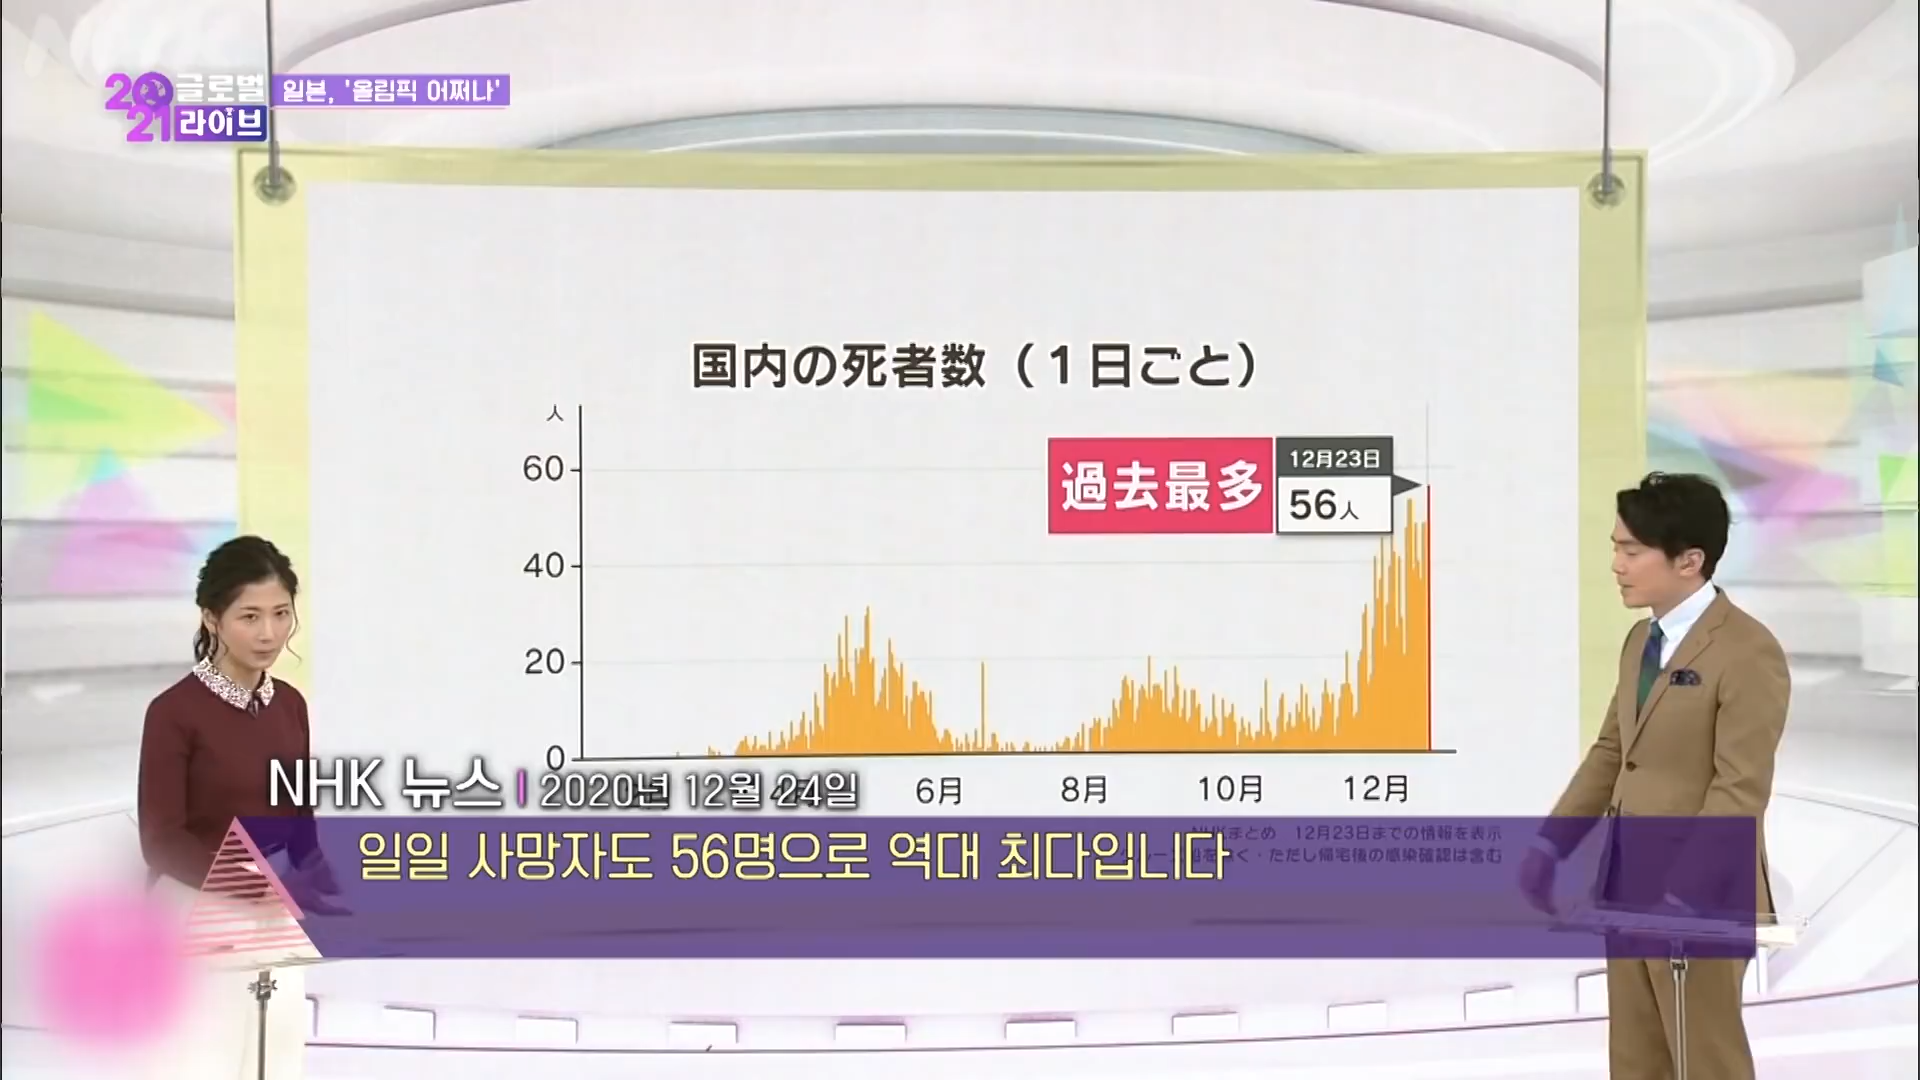 2021 글로벌 라이브
일본, '올림픽 어쩌나'
国内の死者数（1日ごと）
人
60
40
20
0
過去最多
12月23日
56人
6月 8月 10月 12月
NHK 뉴스 | 2020년 12월 24일
NHKまとめ 12月23日までの情報を表示
ただし帰宅後の感染確認は含む
일일 사망자도 56명으로 역대 최다입니다